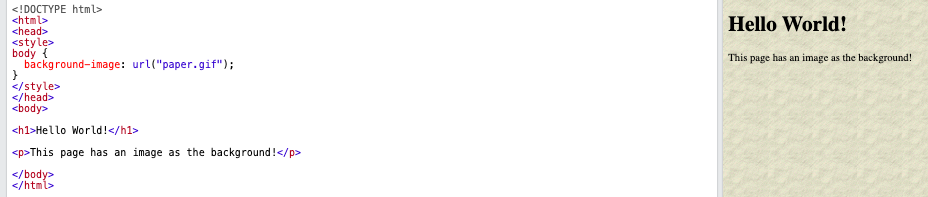 <!DOCTYPE html>
<html>
<head>
<style>
body {
  background-image: url("paper.gif");
}
</style>
</head>
<body>

<h1>Hello World!</h1>

<p>This page has an image as the background!</p>

</body>
</html>
Hello World!
This page has an image as the background!